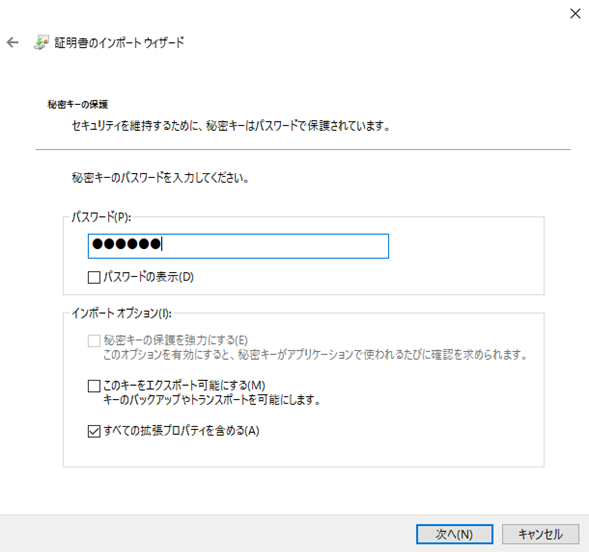 証明書のインポート ウィザード
秘密キーの保護
セキュリティを維持するために、秘密キーはパスワードで保護されています。
秘密キーのパスワードを入力してください。
パスワード(P):
●●●●●●
パスワードの表示(D)
インポート オプション(I):
秘密キーの保護を強力にする(E)
このオプションを有効にすると、秘密キーがアプリケーションで使われるたびに確認を求められます。
このキーをエクスポート可能にする(M)
キーのバックアップやトランスポートを可能にします。
すべての拡張プロパティを含める(A)
次へ(N)
キャンセル